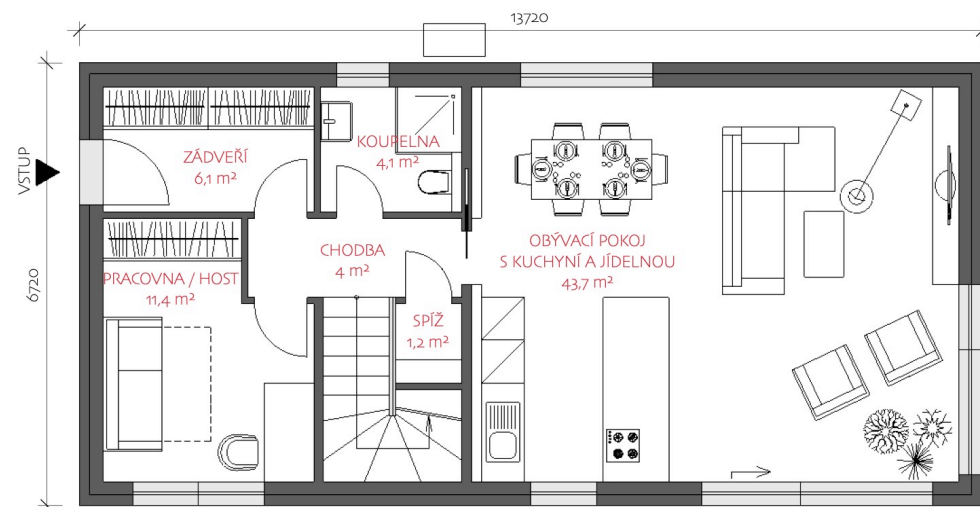 13720
VSTUP
6720
ZÁDVEŘÍ
6,1 m²
KOUPELNA
4,1 m²
CHODBA
4 m²
OBÝVACÍ POKOJ
S KUCHYNÍ A JÍDELNOU
43,7 m²
PRACOVNA / HOST
11,4 m²
SPÍŽ
1,2 m²